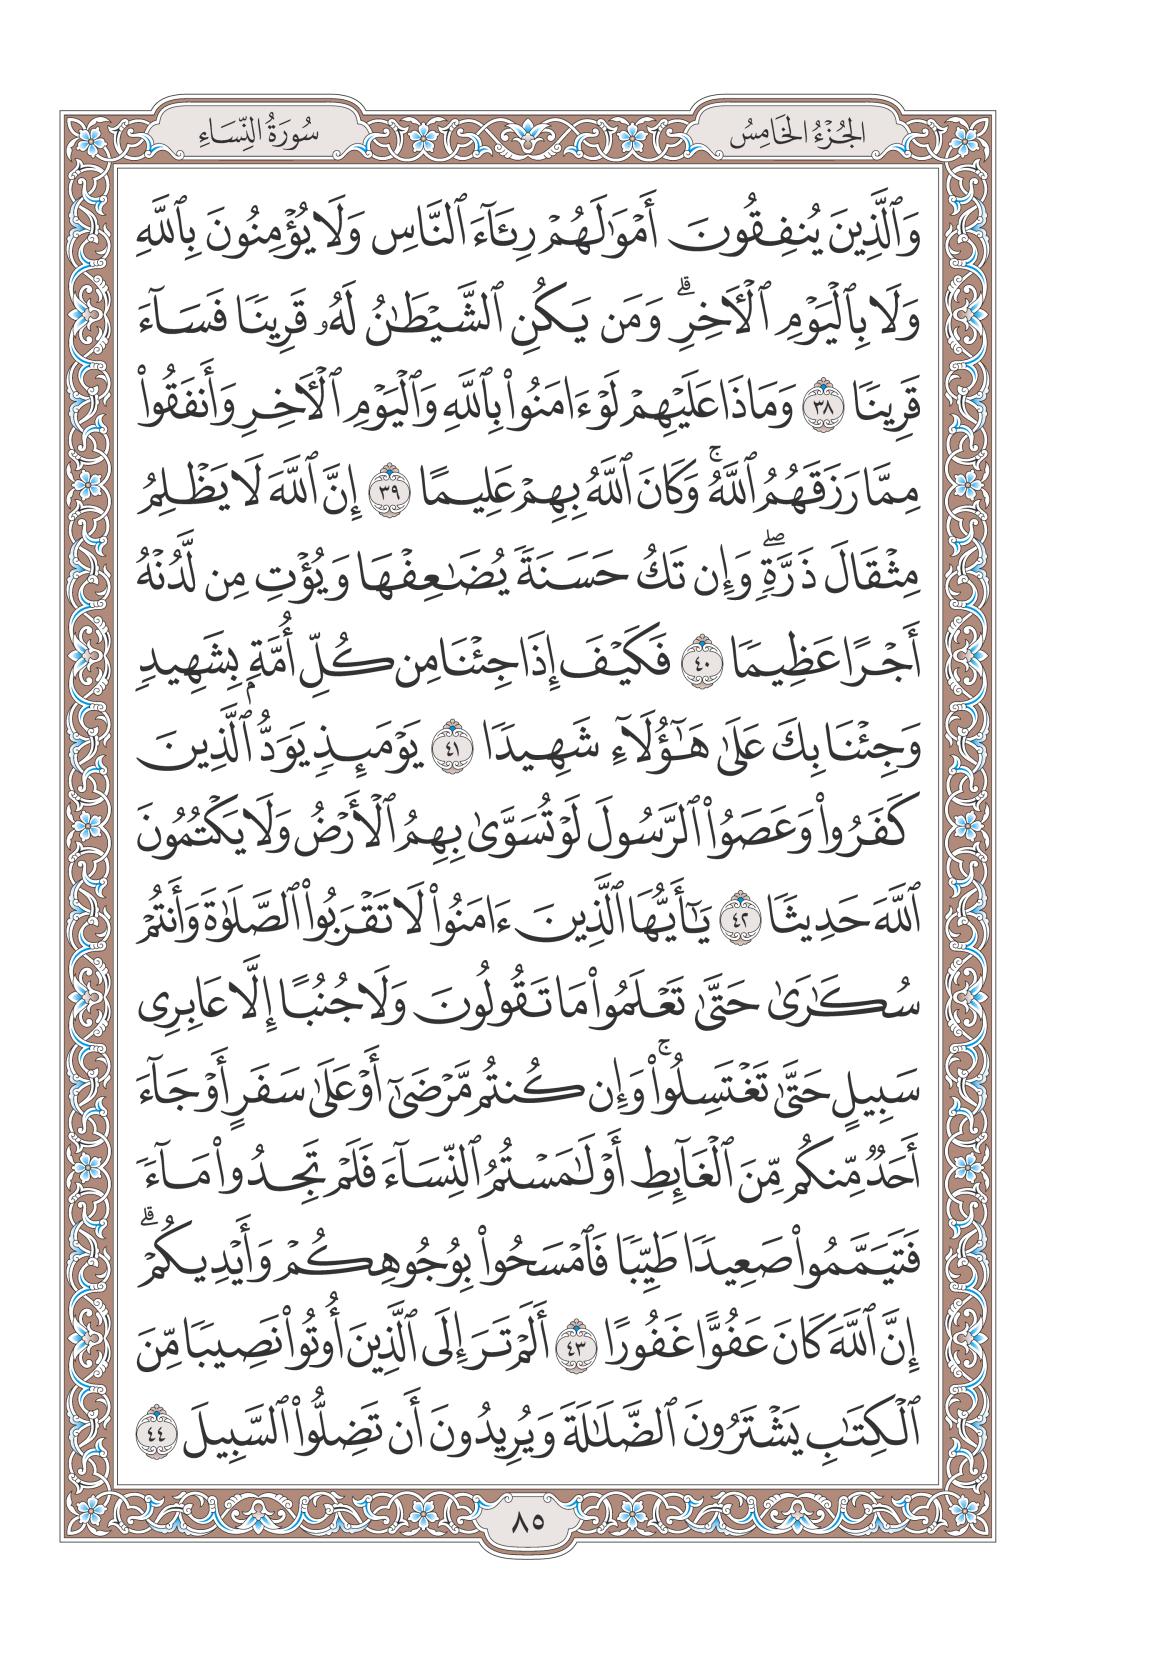 الجُزْءُ الخَامِسُ
سُورَةُ النِّسَاءِ
وَٱلَّذِينَ يُنفِقُونَ أَمْوَٰلَهُمْ رِئَآءَ ٱلنَّاسِ وَلَا يُؤْمِنُونَ بِٱللَّهِ
وَلَا بِٱلْيَوْمِ ٱلْأٓخِرِۗ وَمَن يَكُنِ ٱلشَّيْطَٰنُ لَهُۥ قَرِينٗا فَسَآءَ
قَرِينٗا ٣٨ وَمَاذَا عَلَيْهِمْ لَوْ ءَامَنُوا۟ بِٱللَّهِ وَٱلْيَوْمِ ٱلْأٓخِرِ وَأَنفَقُوا۟
مِمَّا رَزَقَهُمُ ٱللَّهُۚ وَكَانَ ٱللَّهُ بِهِمْ عَلِيمًا ٣٩ إِنَّ ٱللَّهَ لَا يَظْلِمُ
مِثْقَالَ ذَرَّةٖۖ وَإِن تَكُ حَسَنَةٗ يُضَٰعِفْهَا وَيُؤْتِ مِن لَّدُنْهُ
أَجْرًا عَظِيمٗا ٤٠ فَكَيْفَ إِذَا جِئْنَا مِن كُلِّ أُمَّةِۭ بِشَهِيدٖ
وَجِئْنَا بِكَ عَلَىٰ هَٰٓؤُلَآءِ شَهِيدٗا ٤١ يَوْمَئِذٖ يَوَدُّ ٱلَّذِينَ
كَفَرُوا۟ وَعَصَوُا۟ ٱلرَّسُولَ لَوْ تُسَوَّىٰ بِهِمُ ٱلْأَرْضُ وَلَا يَكْتُمُونَ
ٱللَّهَ حَدِيثٗا ٤٢ يَٰٓأَيُّهَا ٱلَّذِينَ ءَامَنُوا۟ لَا تَقْرَبُوا۟ ٱلصَّلَوٰةَ وَأَنتُمْ
سُكَٰرَىٰ حَتَّىٰ تَعْلَمُوا۟ مَا تَقُولُونَ وَلَا جُنُبًا إِلَّا عَابِرِى
سَبِيلٍ حَتَّىٰ تَغْتَسِلُوا۟ۚ وَإِن كُنتُم مَّرْضَىٰٓ أَوْ عَلَىٰ سَفَرٍ أَوْ جَآءَ
أَحَدٞ مِّنكُم مِّنَ ٱلْغَآئِطِ أَوْ لَٰمَسْتُمُ ٱلنِّسَآءَ فَلَمْ تَجِدُوا۟ مَآءٗ
فَتَيَمَّمُوا۟ صَعِيدٗا طَيِّبٗا فَٱمْسَحُوا۟ بِوُجُوهِكُمْ وَأَيْدِيكُمْۗ
إِنَّ ٱللَّهَ كَانَ عَفُوًّا غَفُورًا ٤٣ أَلَمْ تَرَ إِلَى ٱلَّذِينَ أُوتُوا۟ نَصِيبٗا مِّنَ
ٱلْكِتَٰبِ يَشْتَرُونَ ٱلضَّلَٰلَةَ وَيُرِيدُونَ أَن تَضِلُّوا۟ ٱلسَّبِيلَ ٤٤
٨٥